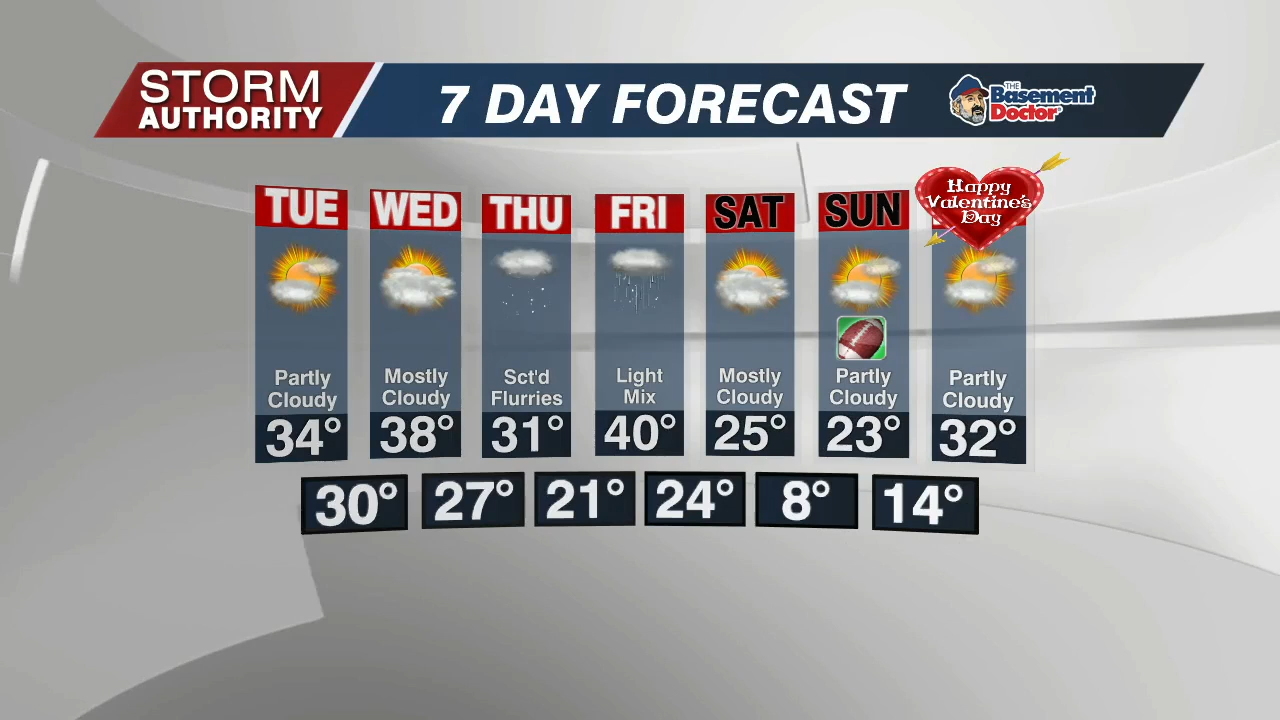 STORM
AUTHORITY
7 DAY FORECAST
THE
Basement
Doctor
TUE
WED
THU
FRI
SAT
SUN
Happy
Valentine's
Day
Partly
Cloudy
Mostly
Cloudy
Sct'd
Flurries
Light
Mix
Mostly
Cloudy
Partly
Cloudy
Partly
Cloudy
34°
38°
31°
40°
25°
23°
32°
30°
27°
21°
24°
8°
14°